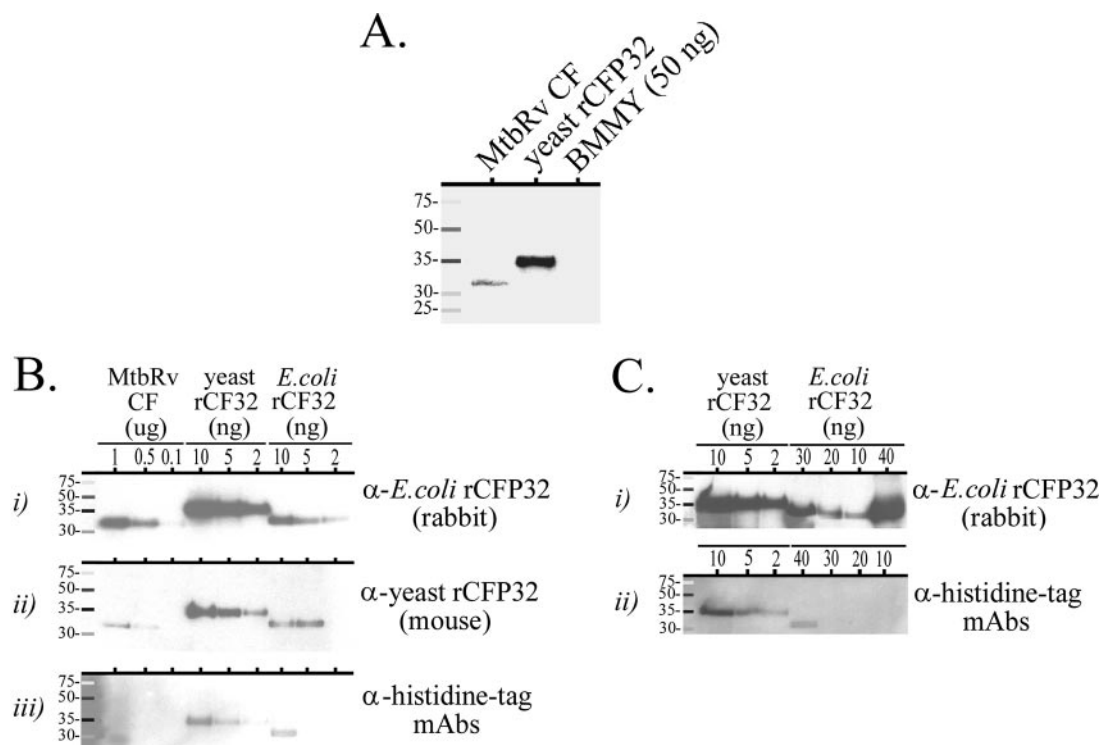 A.
MtbRv CF
yeast rCFP32
BMMY (50 ng)
75-
50-
35-
30-
25-
B.
MtbRv
CF
(ug)
yeast
rCF32
(ng)
E.coli
rCF32
(ng)
1 0.5 0.1 10 5 2 10 5 2
i)
75-
50-
35-
30-
α-E.coli rCFP32
(rabbit)
ii)
75-
50-
35-
30-
α-yeast rCFP32
(mouse)
iii)
75-
50-
35-
30-
α-histidine-tag
mAbs
C.
yeast
rCF32
(ng)
E.coli
rCF32
(ng)
10 5 2 30 20 10 40
i)
75-
50-
35-
30-
α-E.coli rCFP32
(rabbit)
10 5 2 40 30 20 10
ii)
75-
50-
35-
30-
α-histidine-tag
mAbs